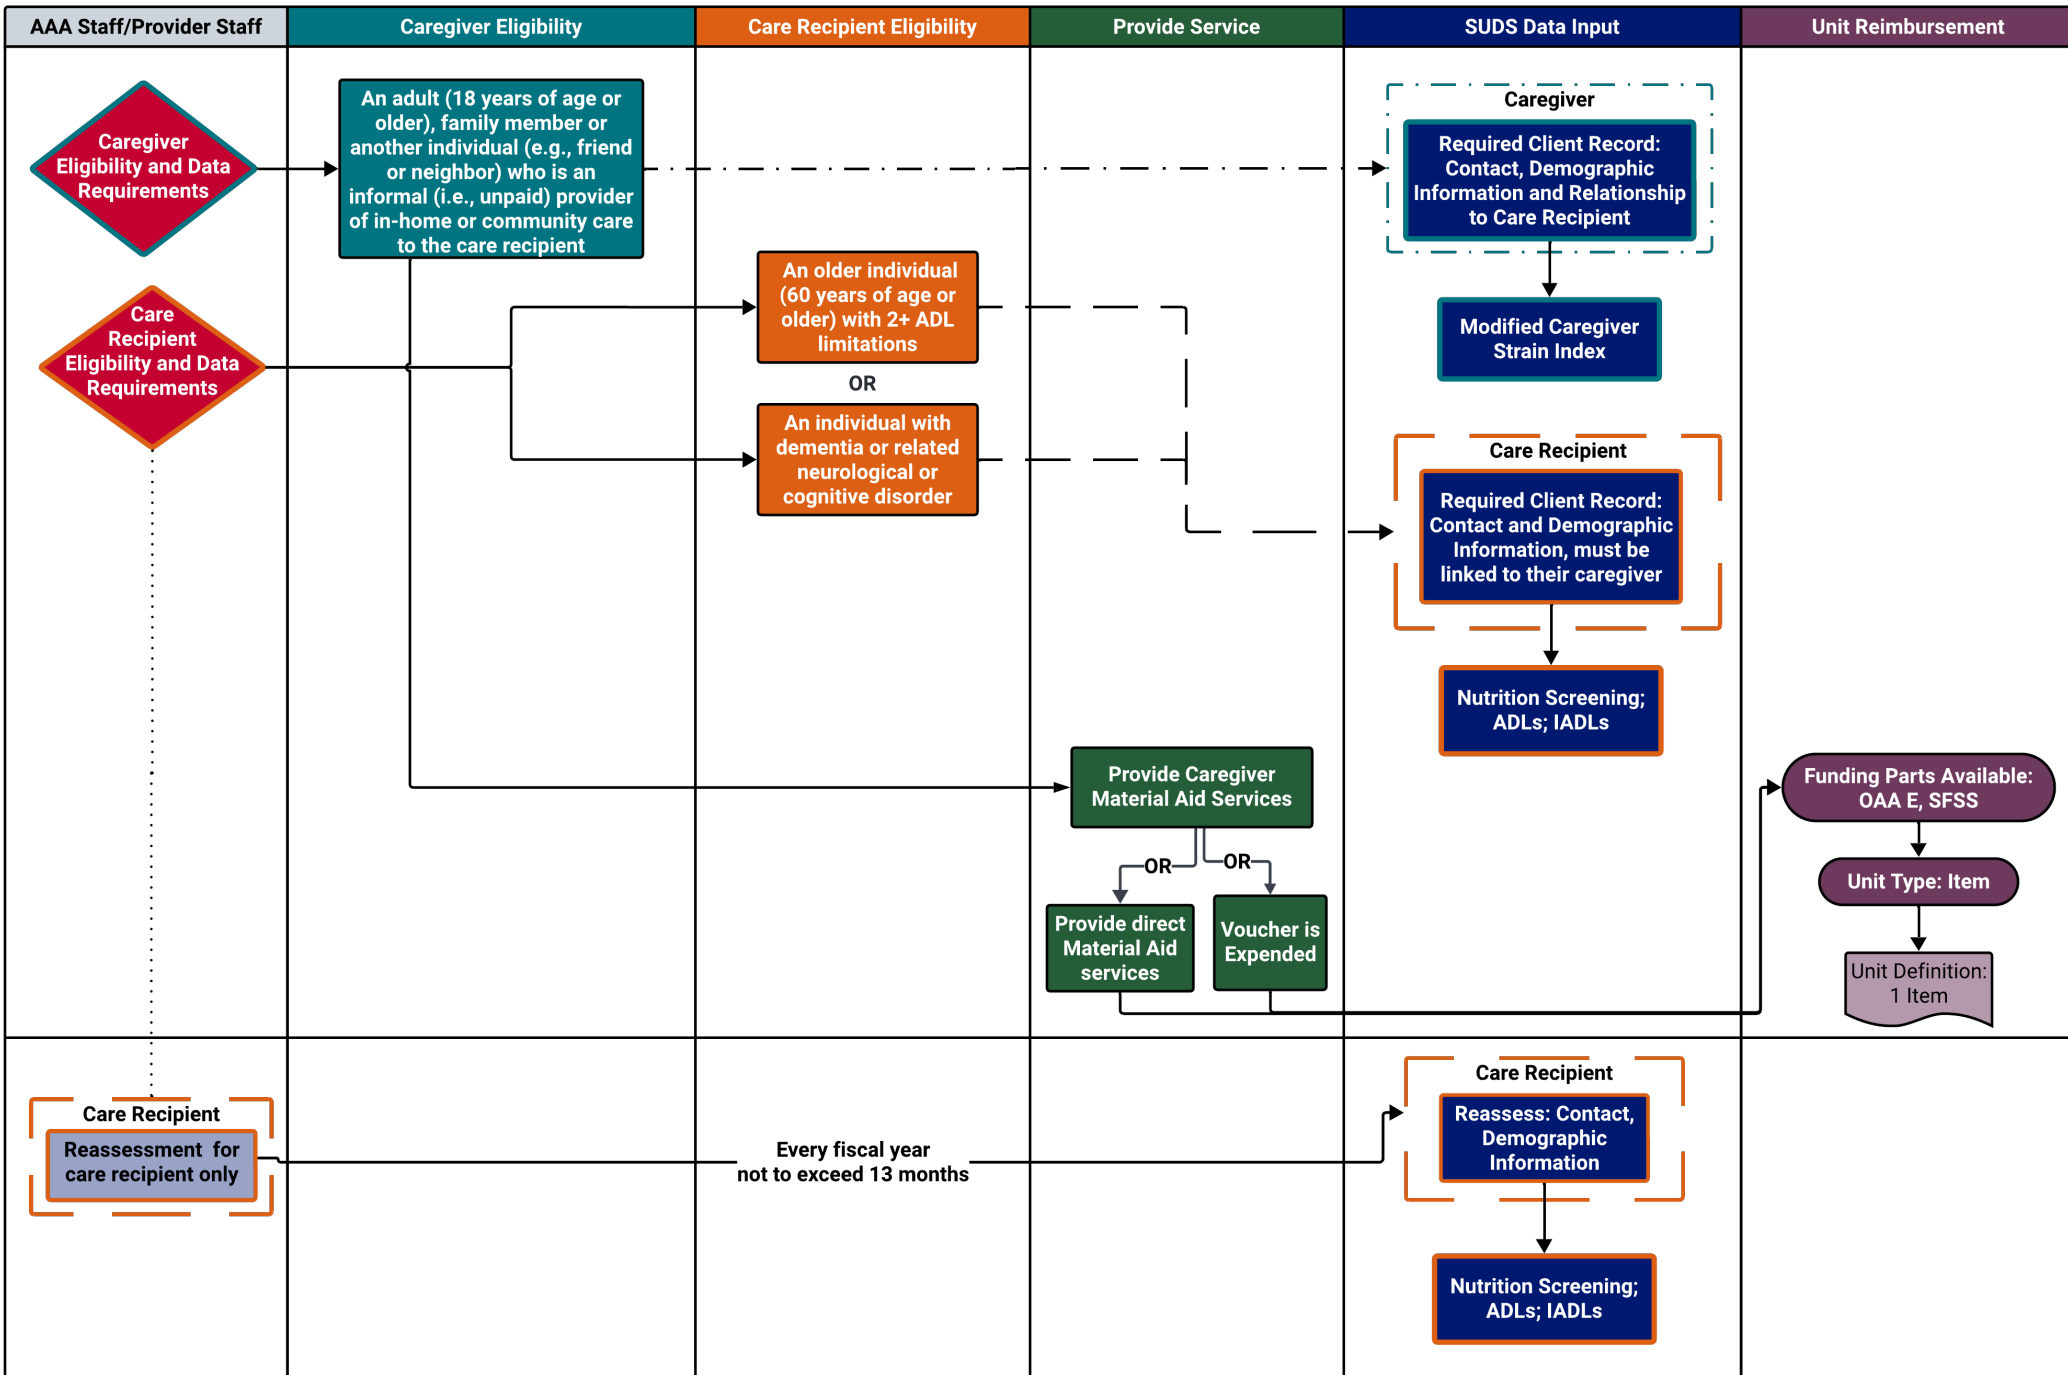 AAA Staff/Provider Staff
Caregiver Eligibility
Care Recipient Eligibility
Provide Service
SUDS Data Input
Unit Reimbursement
Caregiver
Eligibility and Data
Requirements
An adult (18 years of age or
older), family member or
another individual (e.g., friend
or neighbor) who is an
informal (i.e., unpaid) provider
of in-home or community care
to the care recipient
Caregiver
Required Client Record:
Contact, Demographic
Information and Relationship
to Care Recipient
Modified Caregiver
Strain Index
Care
Recipient
Eligibility and Data
Requirements
An older individual
(60 years of age or
older) with 2+ ADL
limitations
OR
An individual with
dementia or related
neurological or
cognitive disorder
Care Recipient
Required Client Record:
Contact and Demographic
Information, must be
linked to their caregiver
Nutrition Screening;
ADLs; IADLs
Provide Caregiver
Material Aid Services
OR
OR
Provide direct
Material Aid
services
Voucher is
Expended
Funding Parts Available:
OAA E, SFSS
Unit Type: Item
Unit Definition:
1 Item
Care Recipient
Reassessment for
care recipient only
Every fiscal year
not to exceed 13 months
Care Recipient
Reassess: Contact,
Demographic
Information
Nutrition Screening;
ADLs; IADLs